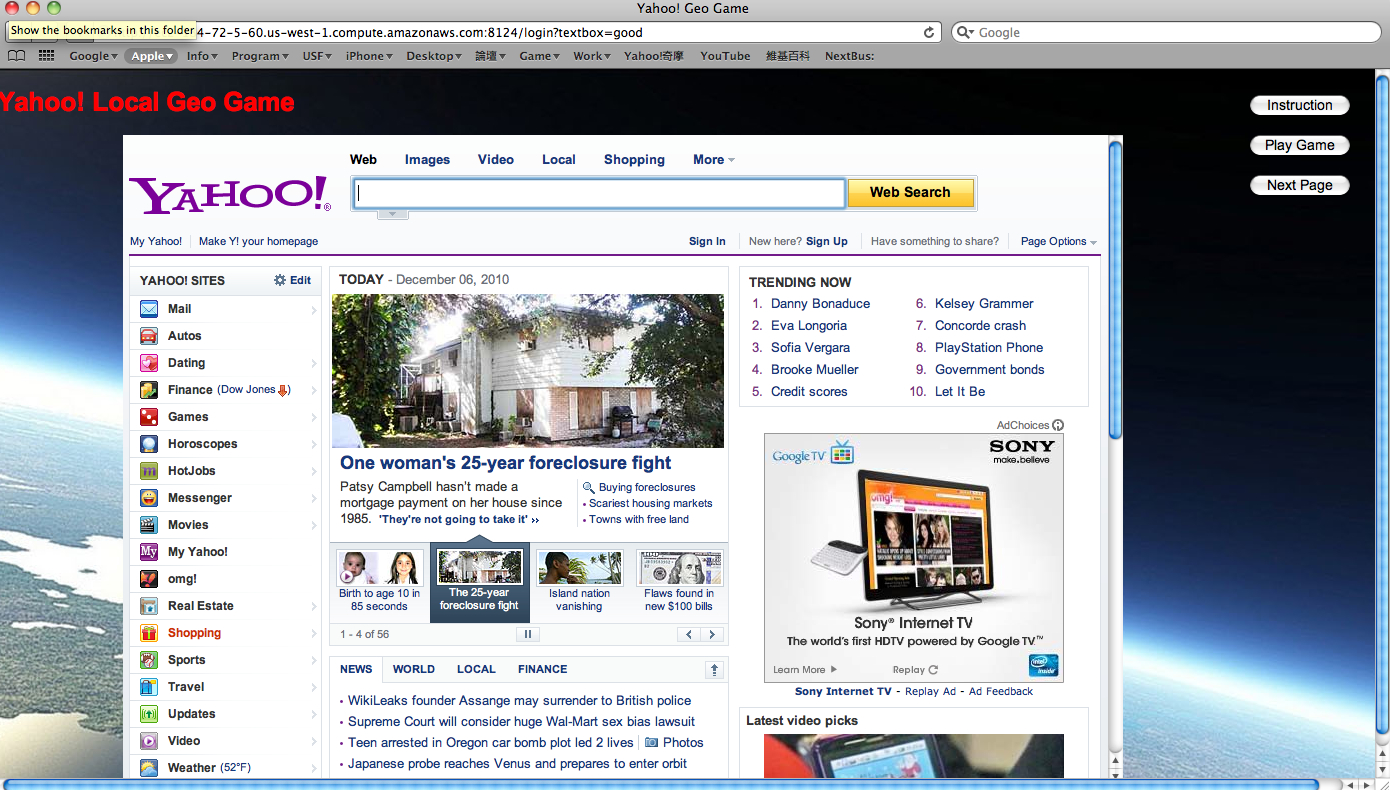 Yahoo! Geo Game
Show the bookmarks in this folder
4-72-5-60.us-west-1.compute.amazonaws.com:8124/login?textbox=good
Google
Google Apple Info Program USF iPhone Desktop 論壇 Game Work Yahoo!奇摩 YouTube 維基百科 NextBus:
Yahoo! Local Geo Game
Instruction
Play Game
Next Page
Web Images Video Local Shopping More
YAHOO!®
Web Search
My Yahoo! Make Y! your homepage
Sign In New here? Sign Up Have something to share? Page Options
YAHOO! SITES Edit
Mail
Autos
Dating
Finance (Dow Jones)
Games
Horoscopes
HotJobs
Messenger
Movies
My My Yahoo!
omg!
Real Estate
Shopping
Sports
Travel
Updates
Video
Weather (52°F)
TODAY - December 06, 2010
One woman's 25-year foreclosure fight
Patsy Campbell hasn't made a
mortgage payment on her house since
1985. 'They're not going to take it' ››
Buying foreclosures
• Scariest housing markets
• Towns with free land
Birth to age 10 in
85 seconds
The 25-year
foreclosure fight
Island nation
vanishing
Flaws found in
new $100 bills
1 - 4 of 56
NEWS WORLD LOCAL FINANCE
• WikiLeaks founder Assange may surrender to British police
• Supreme Court will consider huge Wal-Mart sex bias lawsuit
• Teen arrested in Oregon car bomb plot led 2 lives Photos
• Japanese probe reaches Venus and prepares to enter orbit
TRENDING NOW
1. Danny Bonaduce
2. Eva Longoria
3. Sofia Vergara
4. Brooke Mueller
5. Credit scores
6. Kelsey Grammer
7. Concorde crash
8. PlayStation Phone
9. Government bonds
10. Let It Be
AdChoices
Google TV
SONY
make.believe
omg!
Sony® Internet TV
The world's first HDTV powered by Google TV™
Learn More Replay
intel inside
Sony Internet TV - Replay Ad - Ad Feedback
Latest video picks